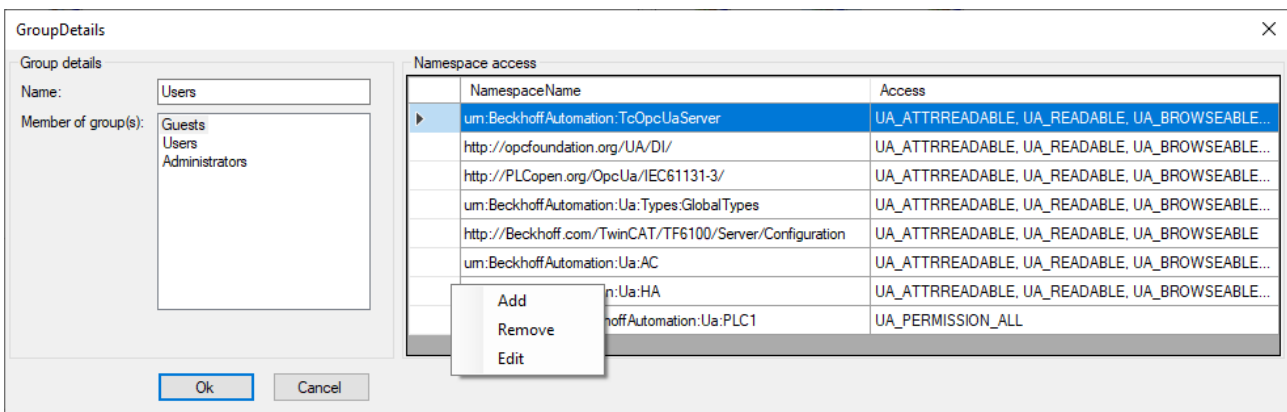 GroupDetails
Group details
Name:
Users
Member of group(s):
Guests
Users
Administrators
Ok
Cancel
Namespace access
NamespaceName Access
urn:BeckhoffAutomation:TcOpcUaServer UA_ATTRREADABLE, UA_READABLE, UA_BROWSEABLE...
http://opcfoundation.org/UA/DI/ UA_ATTRREADABLE, UA_READABLE, UA_BROWSEABLE...
http://PLCopen.org/OpcUa/IEC61131-3/ UA_ATTRREADABLE, UA_READABLE, UA_BROWSEABLE...
urn:BeckhoffAutomation:Ua:Types:GlobalTypes UA_ATTRREADABLE, UA_READABLE, UA_BROWSEABLE...
http://Beckhoff.com/TwinCAT/TF6100/Server/Configuration UA_ATTRREADABLE, UA_READABLE, UA_BROWSEABLE
urn:BeckhoffAutomation:Ua:AC UA_ATTRREADABLE, UA_READABLE, UA_BROWSEABLE...
n:Ua:HA UA_ATTRREADABLE, UA_READABLE, UA_BROWSEABLE...
hoffAutomation:Ua:PLC1 UA_PERMISSION_ALL
Add
Remove
Edit